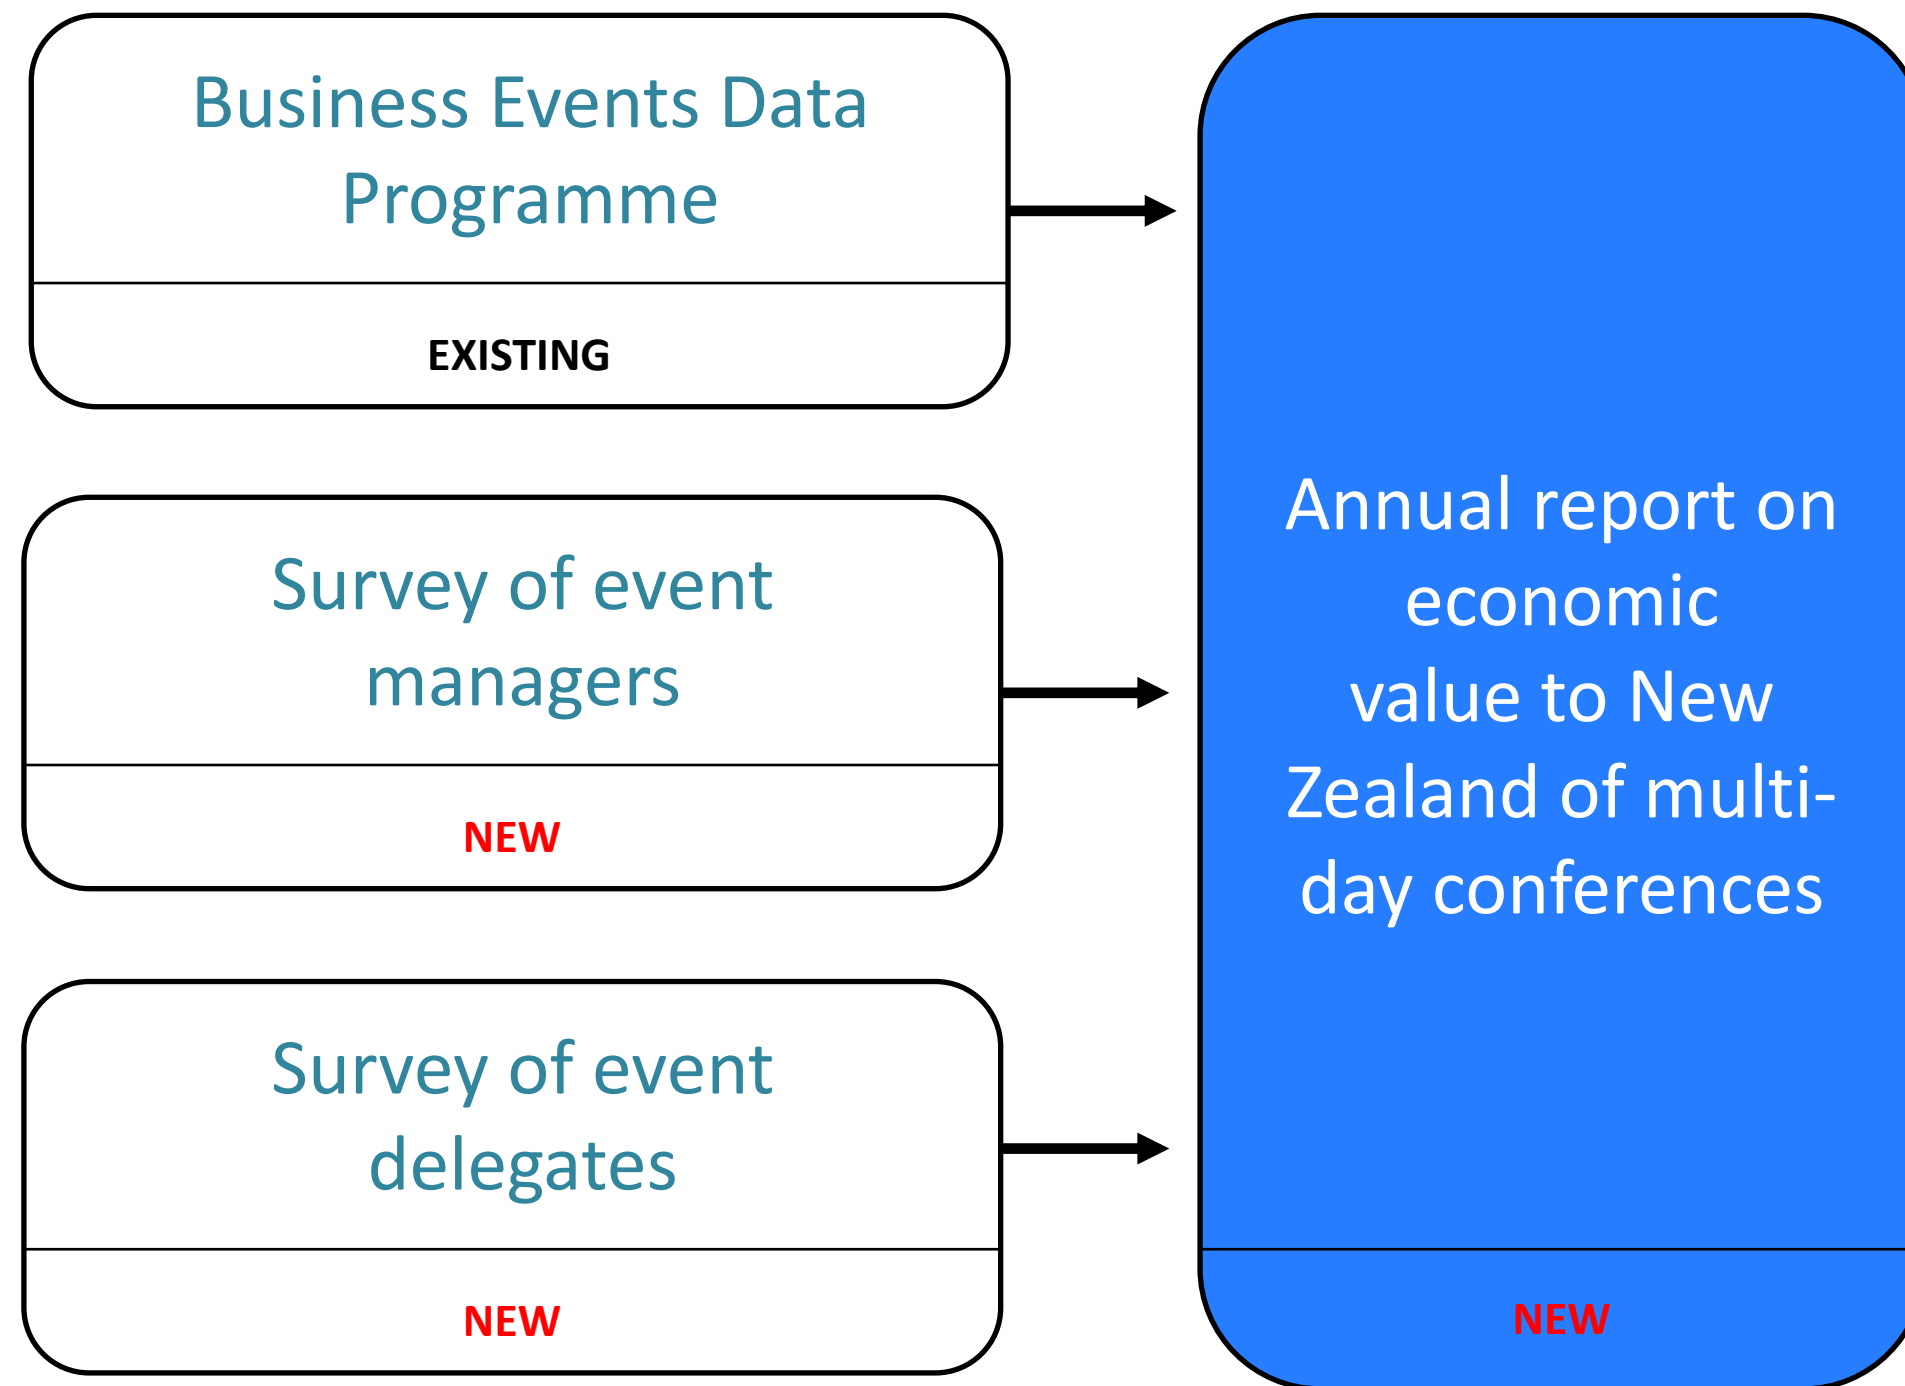 Business Events Data
Programme
EXISTING
Survey of event
managers
NEW
Survey of event
delegates
NEW
Annual report on
economic
value to New
Zealand of multi-
day conferences
NEW